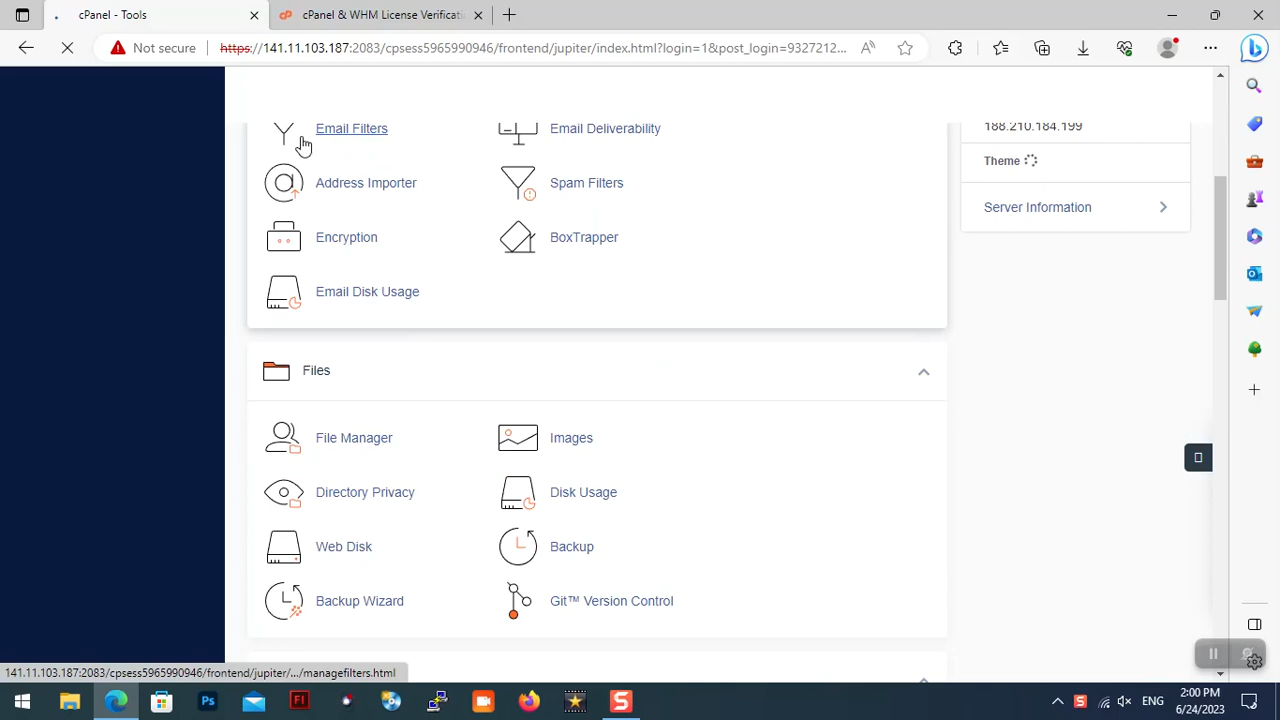 cPanel - Tools
cPanel & WHM License Verificati
Not secure
https://141.11.103.187:2083/cpsess5965990946/frontend/jupiter/index.html?login=1&post_login=9327212...
Email Filters
Email Deliverability
188.210.184.199
Address Importer
Spam Filters
Theme
Encryption
BoxTrapper
Server Information
Email Disk Usage
Files
File Manager
Images
Directory Privacy
Disk Usage
Web Disk
Backup
Backup Wizard
Git™ Version Control
141.11.103.187:2083/cpsess5965990946/frontend/jupiter/.../managefilters.html
ENG
2:00 PM
6/24/2023